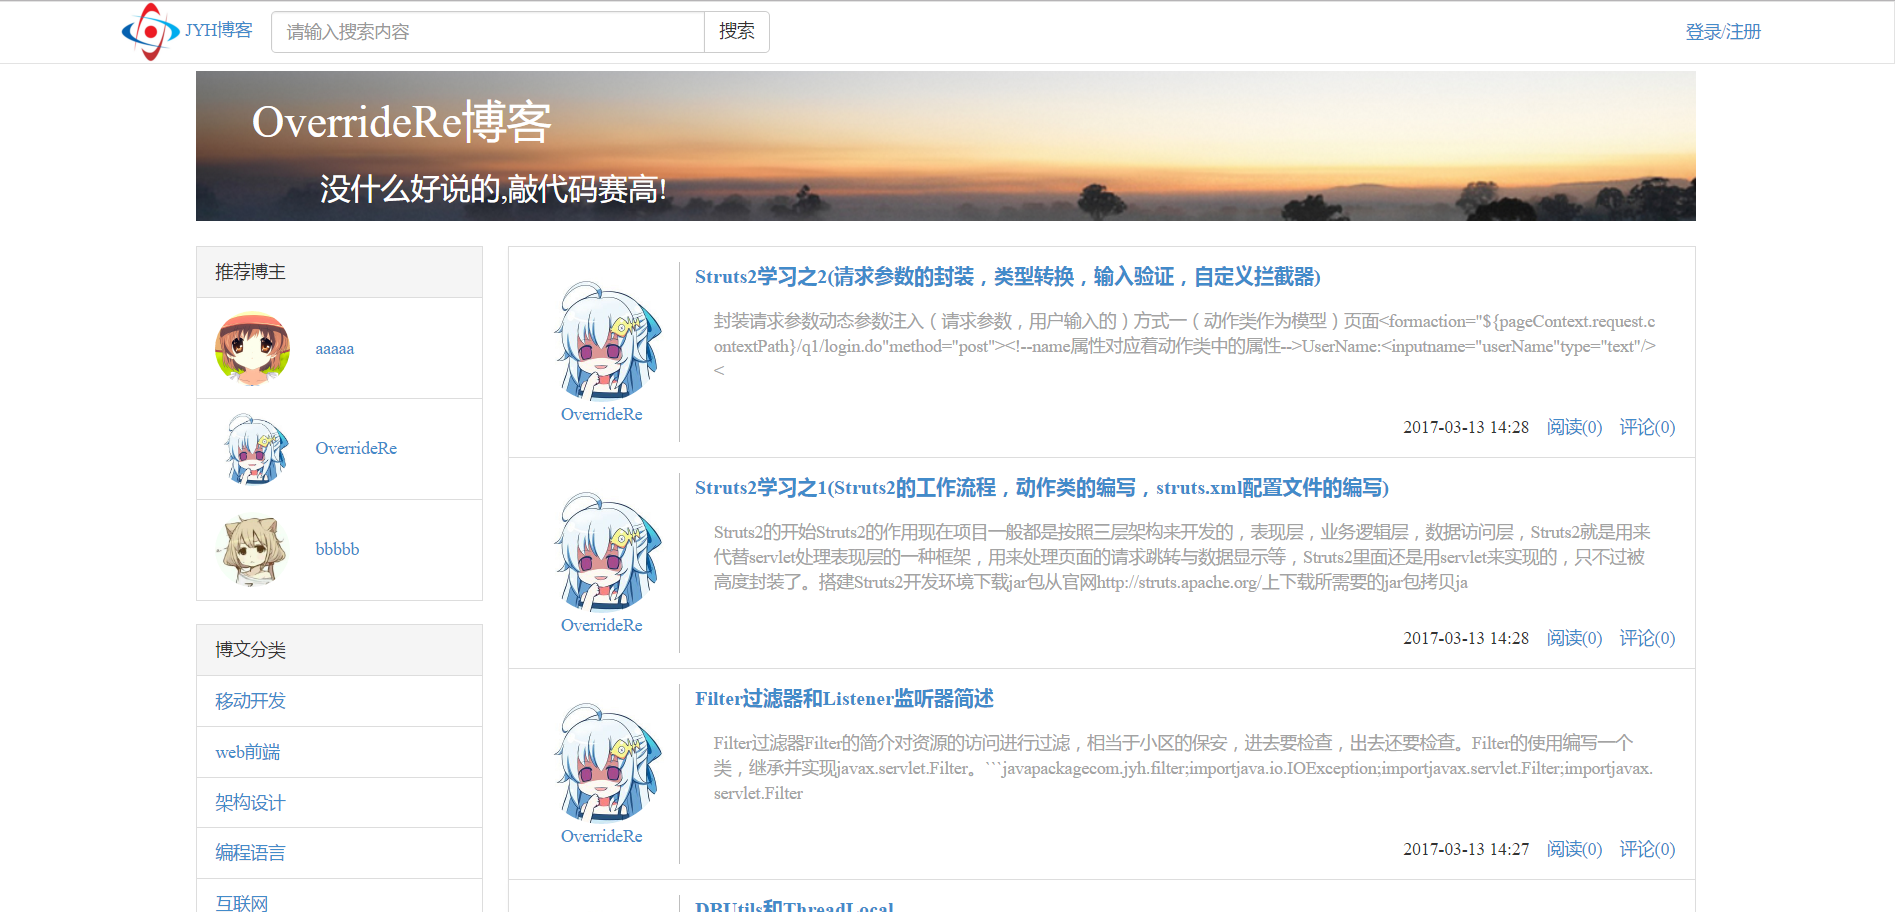 JYH博客
请输入搜索内容
搜索
登录/注册
OverrideRe博客
没什么好说的,敲代码赛高!
推荐博主
aaaaa
OverrideRe
bbbbb
博文分类
移动开发
web前端
架构设计
编程语言
互联网
Struts2学习之2(请求参数的封装，类型转换，输入验证，自定义拦截器)
封装请求参数动态参数注入（请求参数，用户输入的）方式一（动作类作为模型）页面<formaction="${pageContext.request.c
ontextPath}/q1/login.do"method="post"><!--name属性对应着动作类中的属性-->UserName:<inputname="userName"type="text"/>
<
OverrideRe
2017-03-13 14:28 阅读(0) 评论(0)
Struts2学习之1(Struts2的工作流程，动作类的编写，struts.xml配置文件的编写)
Struts2的开始Struts2的作用现在项目一般都是按照三层架构来开发的，表现层，业务逻辑层，数据访问层，Struts2就是用来
代替servlet处理表现层的一种框架，用来处理页面的请求跳转与数据显示等，Struts2里面还是用servlet来实现的，只不过被
高度封装了。搭建Struts2开发环境下载jar包从官网http://struts.apache.org/上下载所需要的jar包拷贝ja
OverrideRe
2017-03-13 14:28 阅读(0) 评论(0)
Filter过滤器和Listener监听器简述
Filter过滤器Filter的简介对资源的访问进行过滤，相当于小区的保安，进去要检查，出去还要检查。Filter的使用编写一个
类，继承并实现javax.servlet.Filter。```javapackagecom.jyh.filter;importjava.io.IOException;importjavax.servlet.Filter;importjavax.
servlet.Filter
OverrideRe
2017-03-13 14:27 阅读(0) 评论(0)
DBUtils和ThreadLocal